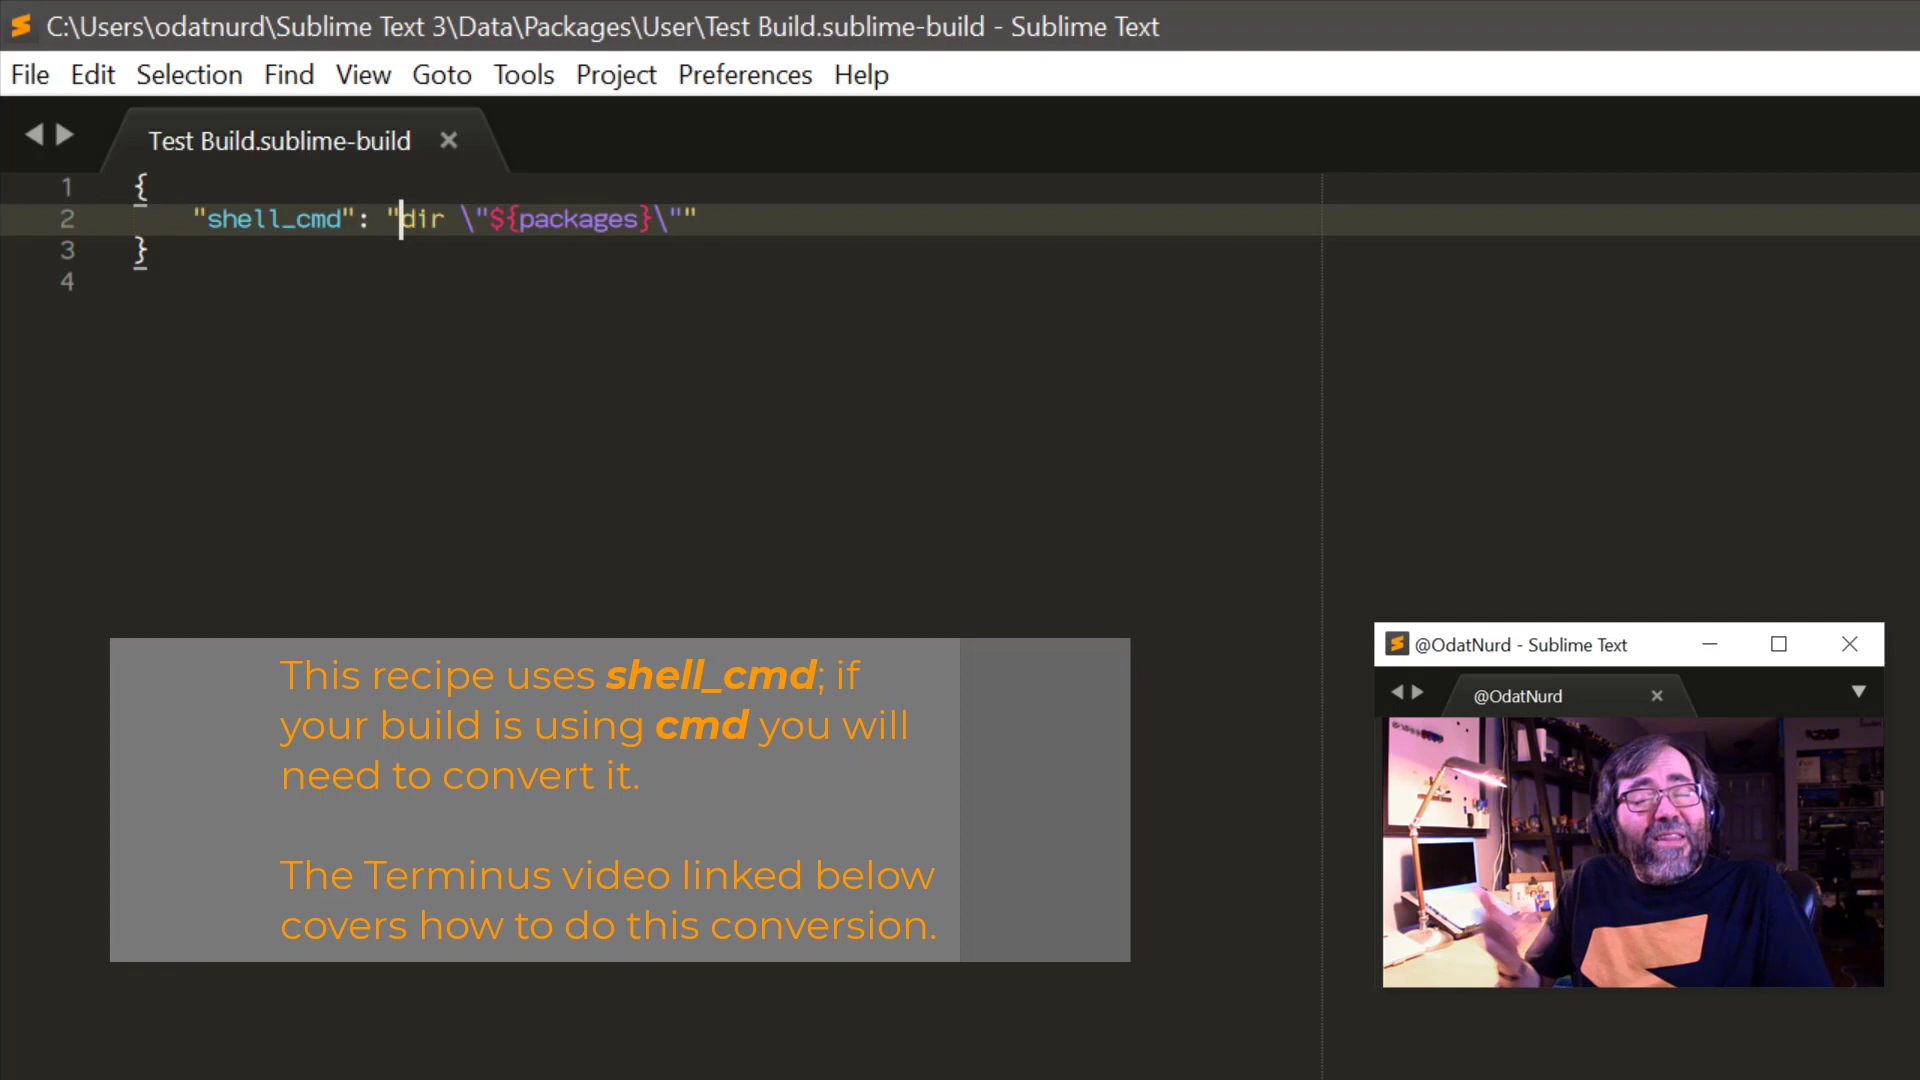 C:\Users\odatnurd\Sublime Text 3\Data\Packages\User\Test Build.sublime-build - Sublime Text
File Edit Selection Find View Goto Tools Project Preferences Help
Test Build.sublime-build
1 {
2 "shell_cmd": "dir \"${packages}\""
3 }
4
This recipe uses shell_cmd; if
your build is using cmd you will
need to convert it.
The Terminus video linked below
covers how to do this conversion.
@OdatNurd - Sublime Text
@OdatNurd